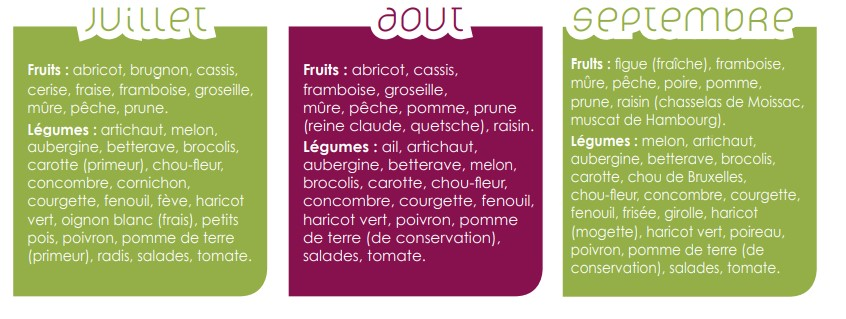 juillet
Fruits : abricot, brugnon, cassis,
cerise, fraise, framboise, groseille,
mûre, pêche, prune.
Légumes : artichaut, melon,
aubergine, betterave, brocolis,
carotte (primeur), chou-fleur,
concombre, cornichon,
courgette, fenouil, fève, haricot
vert, oignon blanc (frais), petits
pois, poivron, pomme de terre
(primeur), radis, salades, tomate.
aout
Fruits : abricot, cassis,
framboise, groseille,
mûre, pêche, pomme, prune
(reine claude, quetsche), raisin.
Légumes : ail, artichaut,
aubergine, betterave, melon,
brocolis, carotte, chou-fleur,
concombre, courgette, fenouil,
haricot vert, poivron, pomme
de terre (de conservation),
salades, tomate.
septembre
Fruits : figue (fraîche), framboise,
mûre, pêche, poire, pomme,
prune, raisin (chasselas de Moissac,
muscat de Hambourg).
Légumes : melon, artichaut,
aubergine, betterave, brocolis,
carotte, chou de Bruxelles,
chou-fleur, concombre, courgette,
fenouil, frisée, girolle, haricot
(mogette), haricot vert, poireau,
poivron, pomme de terre (de
conservation), salades, tomate.